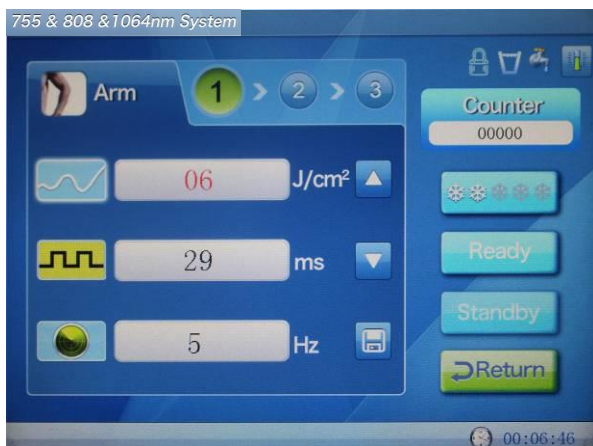 755 & 808 &1064nm System
Arm
1 > 2 > 3
Counter
00000
06 J/cm²
29 ms
Ready
5 Hz
Standby
Return
00:06:46